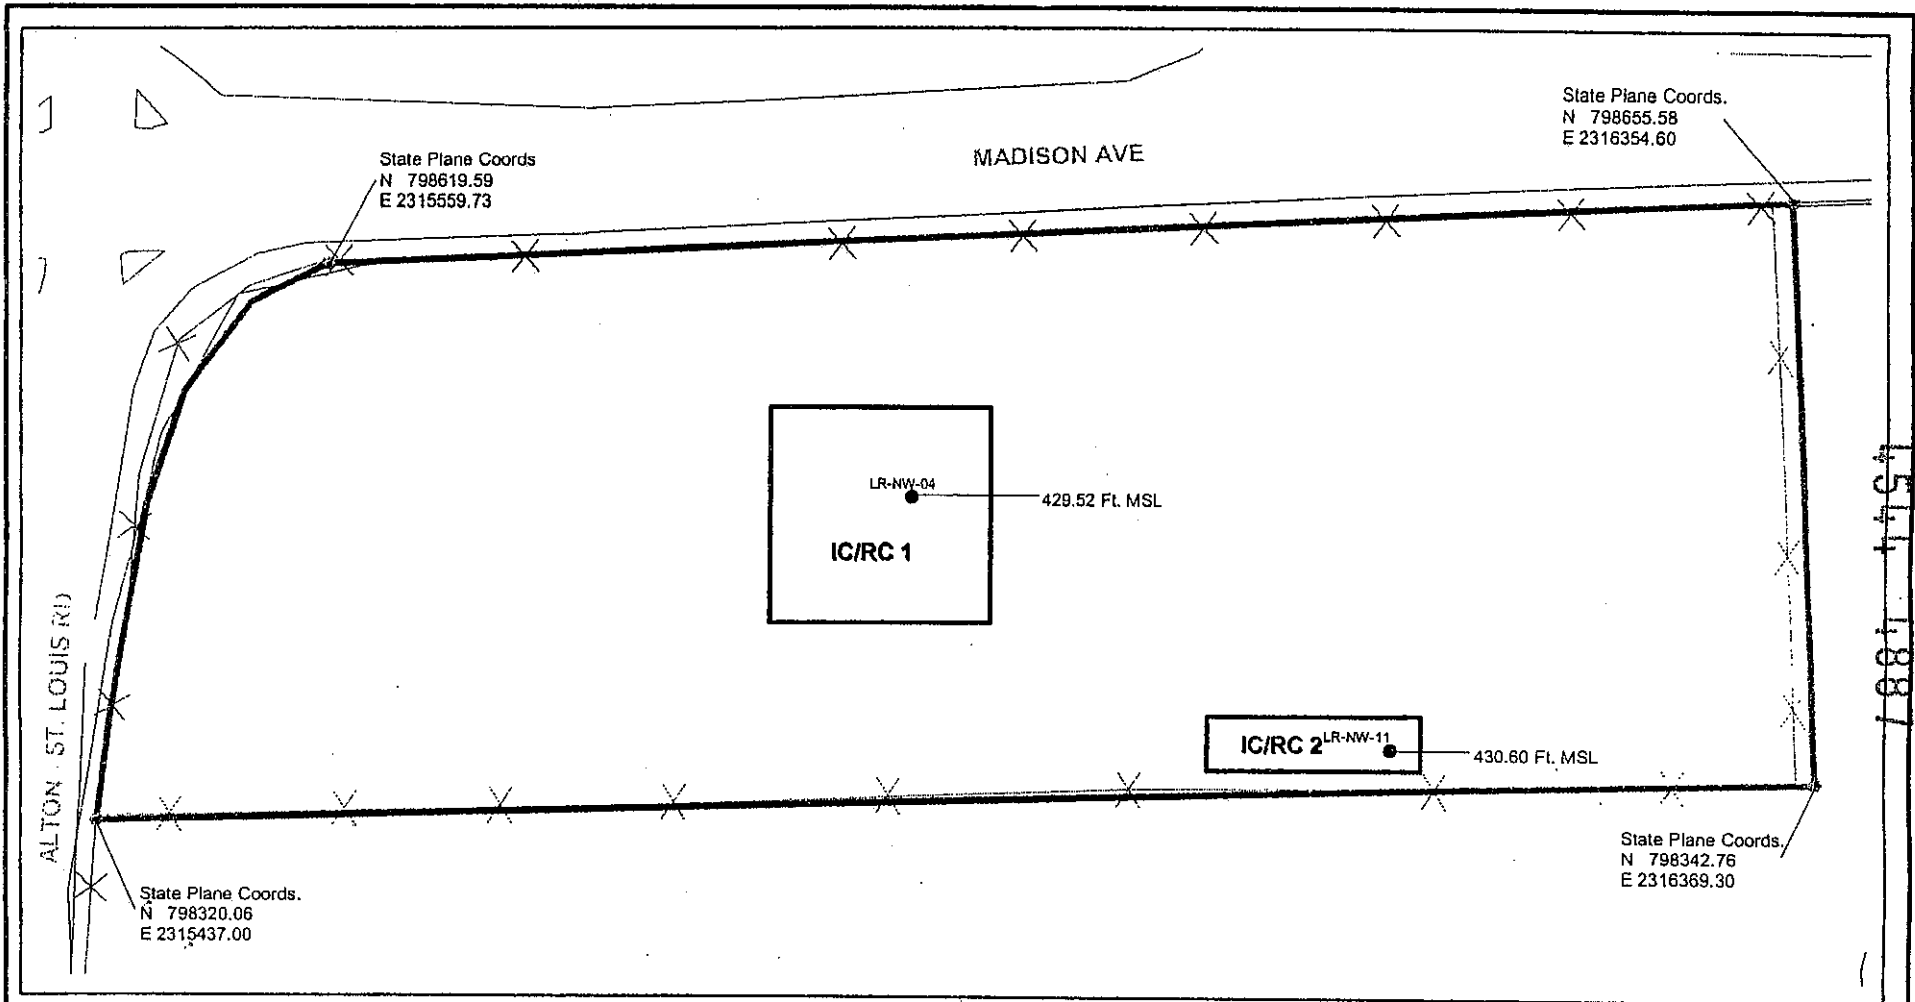 State Plane Coords.
N 798655.58
E 2316354.60
MADISON AVE
State Plane Coords
N 798619.59
E 2315559.73
LR-NW-04
429.52 Ft. MSL
IC/RC 1
ALTON ST. LOUIS RD
IC/RC 2
LR-NW-11
430.60 Ft. MSL
State Plane Coords.
N 798342.76
E 2316369.30
State Plane Coords.
N 798320.06
E 2315437.00